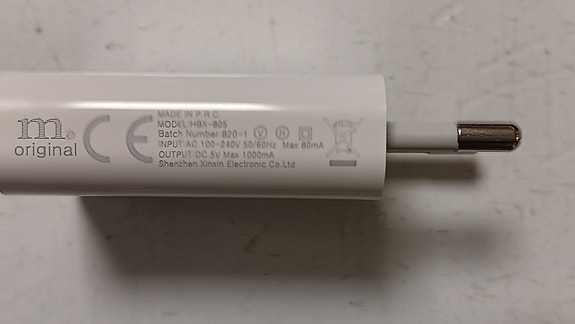 m
original
CE
MADE IN P.R.C.
MODEL:HBX-805
Batch Number 820-1 V N
INPUT:AC.100-240V 50/60Hz Max 80mA
OUTPUT:DC.5V Max 1000mA
Shenzhen Xinxin Electronic Co.Ltd